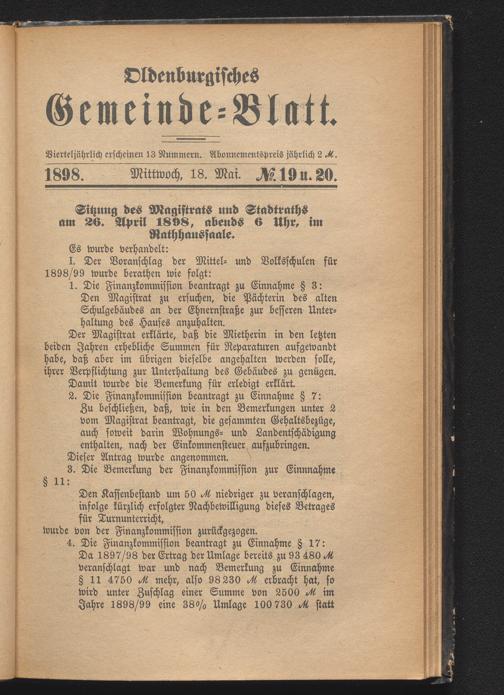 Oldenburgisches
Gemeinde=Blatt.
Vierteljährlich erscheinen 13 Nummern. Abonnementspreis jährlich 2 M.
1898. Mittwoch, 18. Mai. №. 19 u. 20.
Sitzung des Magistrats und Stadtraths
am 26. April 1898, abends 6 Uhr, im
Rathhaussaale.
Es wurde verhandelt:
I. Der Voranschlag der Mittel- und Volksschulen für
1898/99 wurde berathen wie folgt:
1. Die Finanzkommission beantragt zu Einnahme § 3:
Den Magistrat zu ersuchen, die Pächterin des alten
Schulgebäudes an der Ehnernstraße zur besseren Unter-
haltung des Hauses anzuhalten.
Der Magistrat erklärte, daß die Mietherin in den letzten
beiden Jahren erhebliche Summen für Reparaturen aufgewandt
habe, daß aber im übrigen dieselbe angehalten werden solle,
ihrer Verpflichtung zur Unterhaltung des Gebäudes zu genügen.
Damit wurde die Bemerkung für erledigt erklärt.
2. Die Finanzkommission beantragt zu Einnahme § 7:
Zu beschließen, daß, wie in den Bemerkungen unter 2
vom Magistrat beantragt, die gesammten Gehaltsbezüge,
auch soweit darin Wohnungs- und Landentschädigung
enthalten, nach der Einkommensteuer aufzubringen.
Dieser Antrag wurde angenommen.
3. Die Bemerkung der Finanzkommission zur Einnahme
§ 11:
Den Kassenbestand um 50 M niedriger zu veranschlagen,
infolge kürzlich erfolgter Nachbewilligung dieses Betrages
für Turnunterricht,
wurde von der Finanzkommission zurückgezogen.
4. Die Finanzkommission beantragt zu Einnahme § 17:
Da 1897/98 der Ertrag der Umlage bereits zu 93 480 M
veranschlagt war und nach Bemerkung zu Einnahme
§ 11 4750 M mehr, also 98 230 M erbracht hat, so
wird unter Zuschlag einer Summe von 2500 M im
Jahre 1898/99 eine 38% Umlage 100 730 M statt